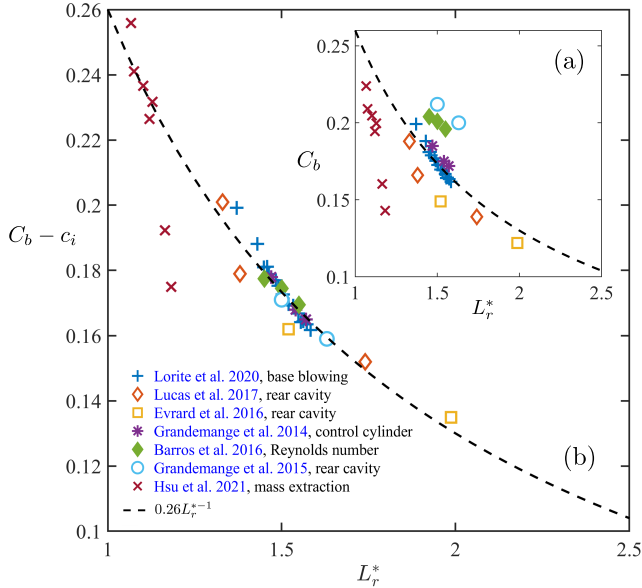 0.26
0.24
0.22
0.2
0.18
0.16
0.14
0.12
0.1
C_b − c_i
1
1.5
2
2.5
L_r^*
(a)
0.25
0.2
0.15
0.1
C_b
1
1.5
2
2.5
L_r^*
Lorite et al. 2020, base blowing
Lucas et al. 2017, rear cavity
Evrard et al. 2016, rear cavity
Grandemange et al. 2014, control cylinder
Barros et al. 2016, Reynolds number
Grandemange et al. 2015, rear cavity
Hsu et al. 2021, mass extraction
0.26L_r^{*−1}
(b)